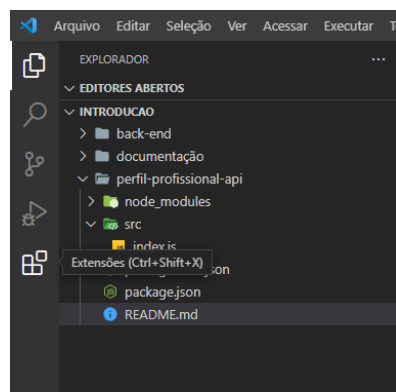 Arquivo Editar Seleção Ver Acessar Executar
EXPLORADOR
EDITORES ABERTOS
INTRODUCAO
back-end
documentação
perfil-profissional-api
node_modules
src
index.js
Extensões (Ctrl+Shift+X)
package.json
README.md